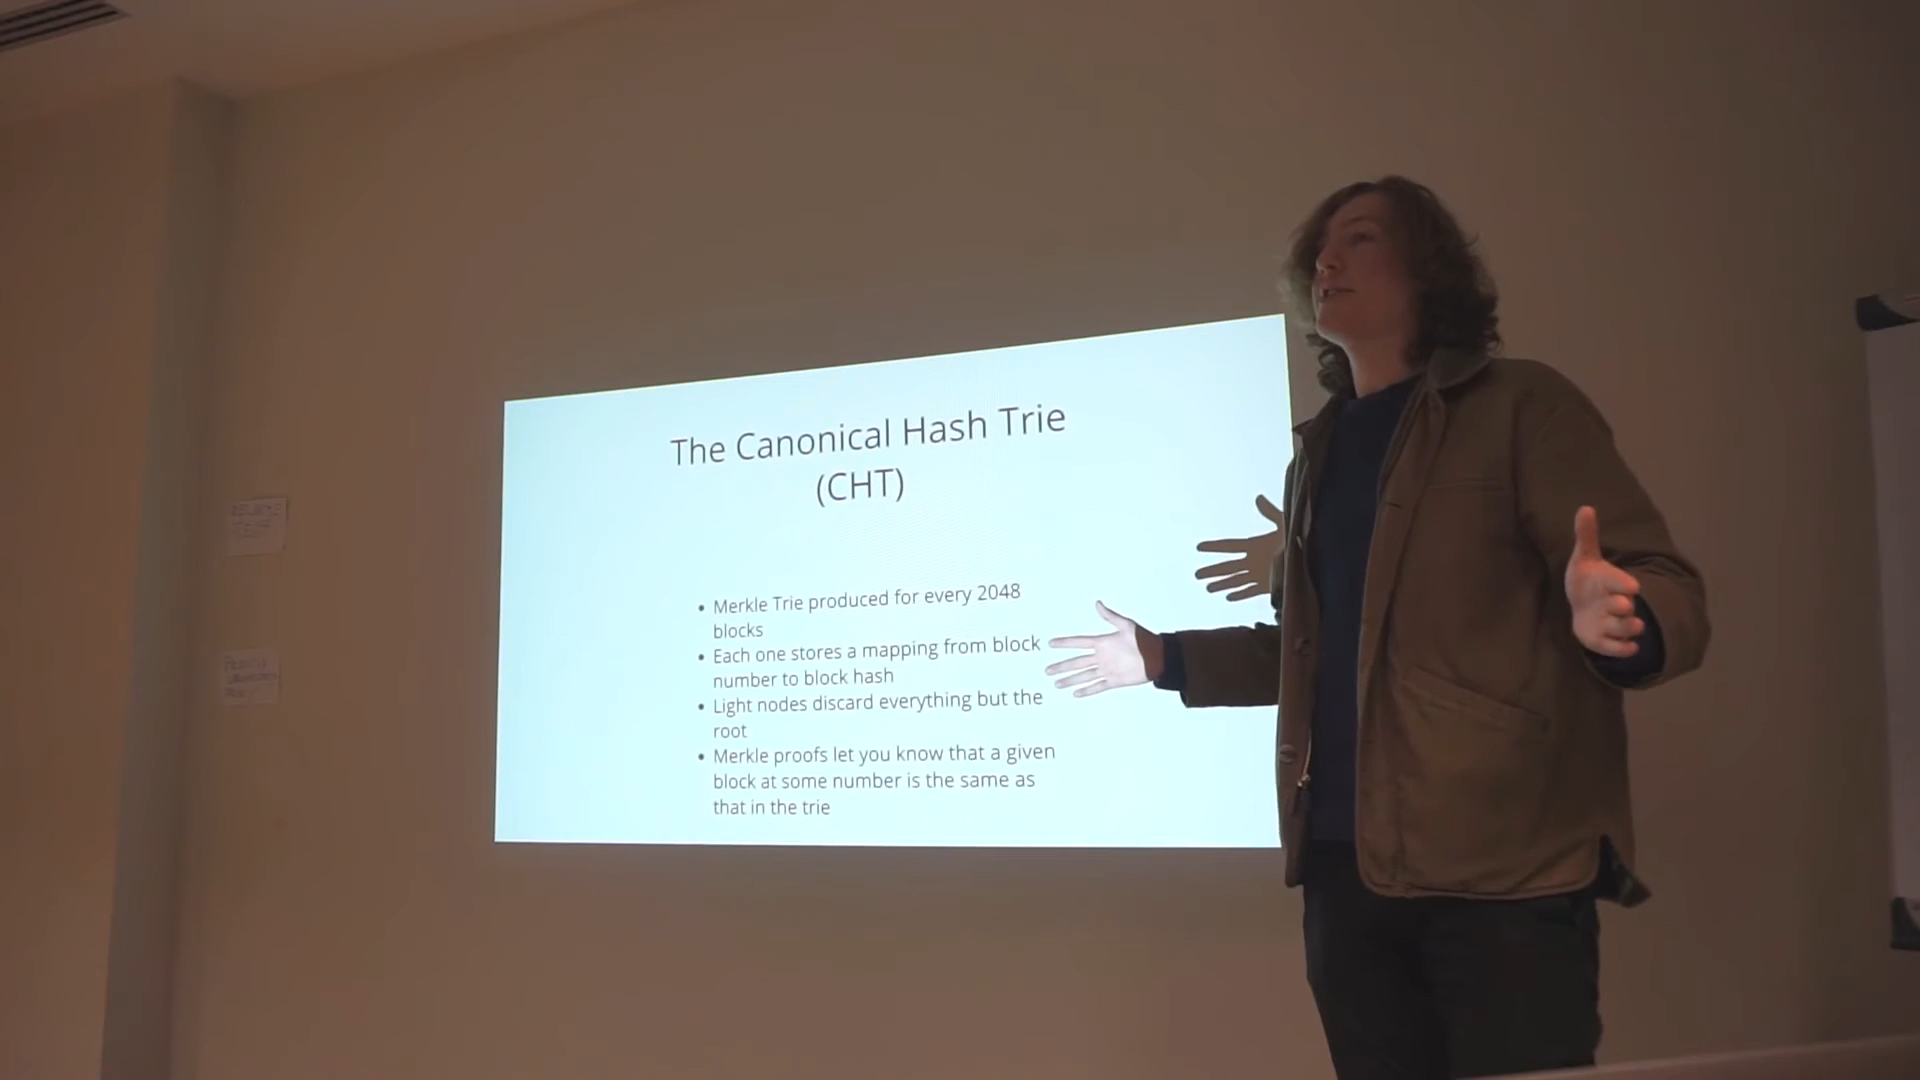 The Canonical Hash Trie
(CHT)
• Merkle Trie produced for every 2048
blocks
• Each one stores a mapping from block
number to block hash
• Light nodes discard everything but the
root
• Merkle proofs let you know that a given
block at some number is the same as
that in the trie